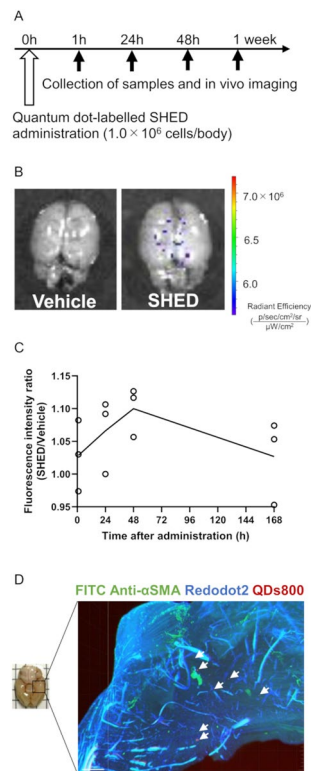 A
0h 1h 24h 48h 1 week
Collection of samples and in vivo imaging
Quantum dot-labelled SHED
administration (1.0×10⁶ cells/body)
B
Vehicle SHED
7.0×10⁶
6.5
6.0
Radiant Efficiency
(p/sec/cm²/sr
µW/cm²)
C
Fluorescence intensity ratio
(SHED/Vehicle)
1.15
1.10
1.05
1.00
0.95
0 24 48 72 96 120 144 168
Time after administration (h)
D
FITC Anti-αSMA Redodot2 QDs800